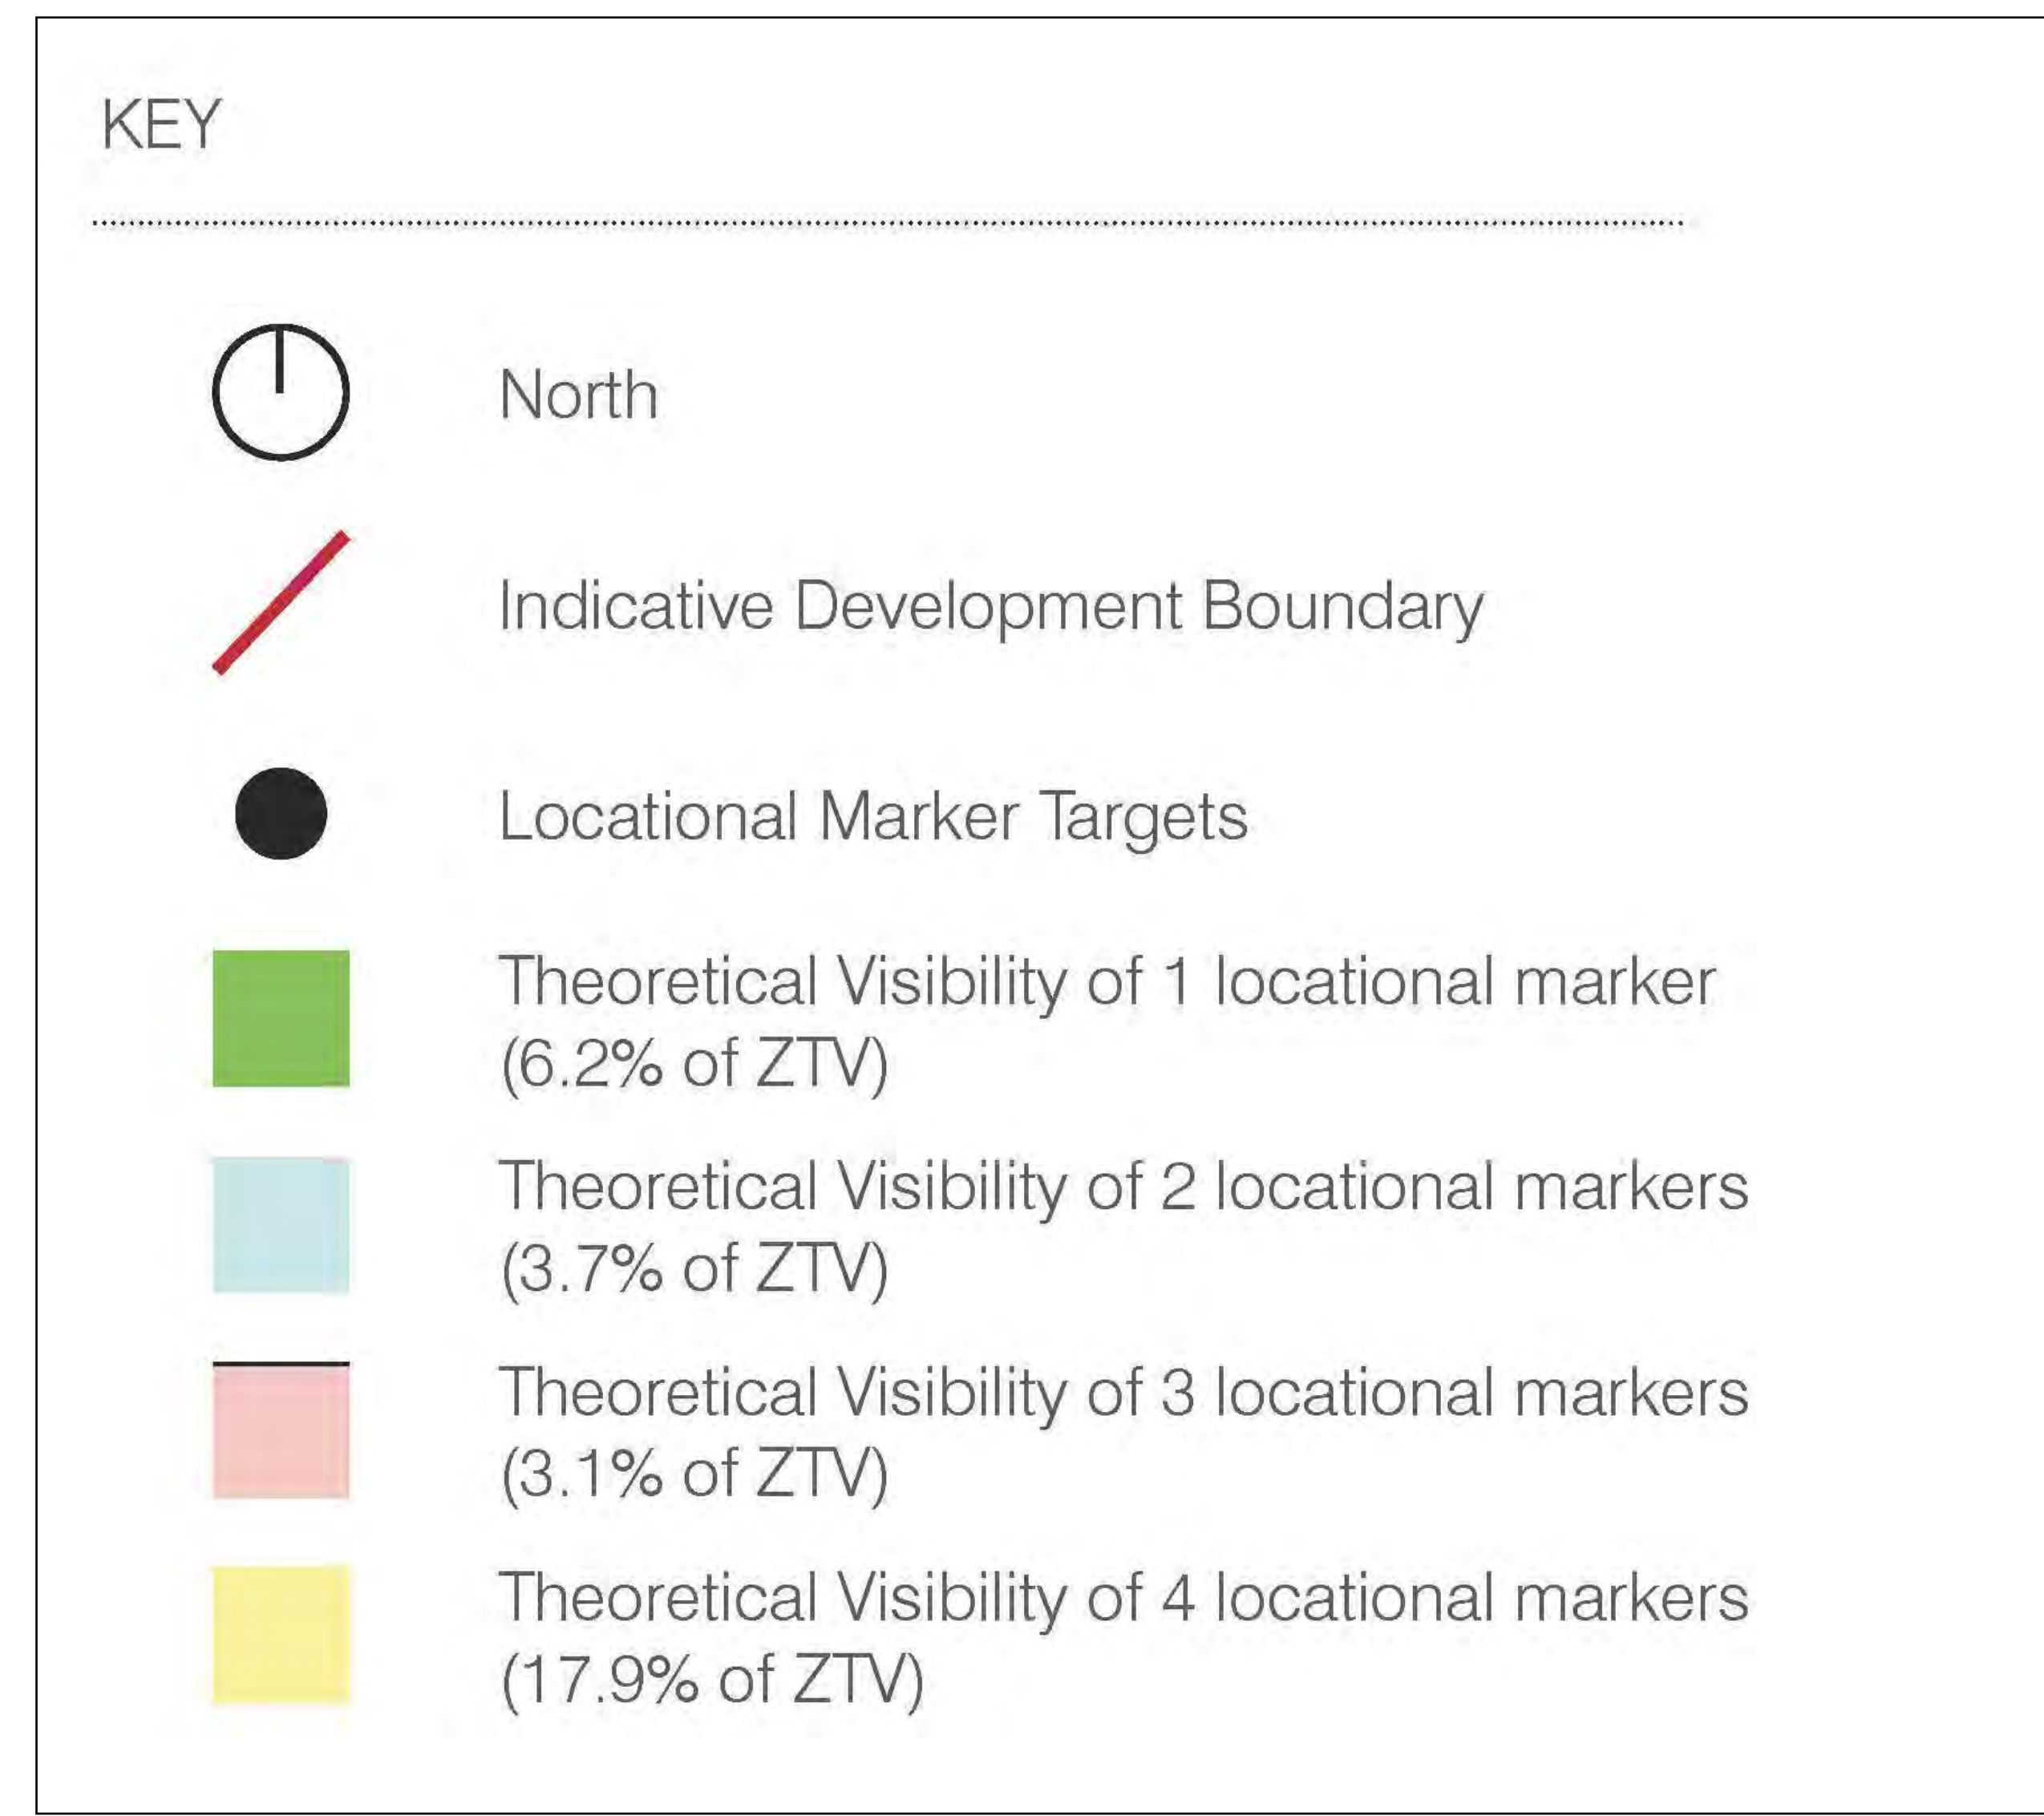 KEY
North
Indicative Development Boundary
Locational Marker Targets
Theoretical Visibility of 1 locational marker
(6.2% of ZTV)
Theoretical Visibility of 2 locational markers
(3.7% of ZTV)
Theoretical Visibility of 3 locational markers
(3.1% of ZTV)
Theoretical Visibility of 4 locational markers
(17.9% of ZTV)